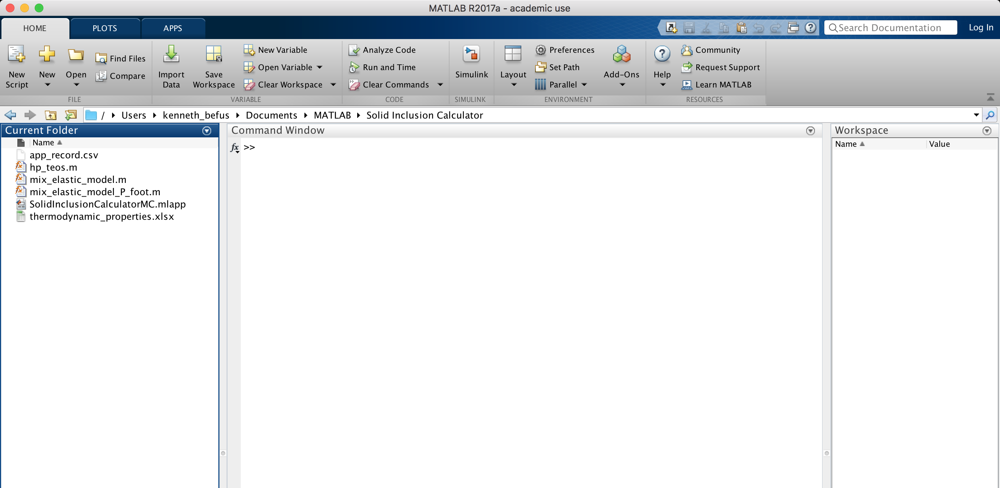 MATLAB R2017a - academic use
HOME PLOTS APPS Search Documentation Log In
New Script New Open Find Files Compare
Import Data Save Workspace New Variable Open Variable Clear Workspace
Analyze Code Run and Time Clear Commands
Simulink
Layout Preferences Set Path Parallel Add-Ons
Help Community Request Support Learn MATLAB
FILE VARIABLE CODE SIMULINK ENVIRONMENT RESOURCES
/ Users kenneth_befus Documents MATLAB Solid Inclusion Calculator
Current Folder
Name
app_record.csv
hp_teos.m
mix_elastic_model.m
mix_elastic_model_P_foot.m
SolidInclusionCalculatorMC.mlapp
thermodynamic_properties.xlsx
Command Window
fx >>
Workspace
Name Value